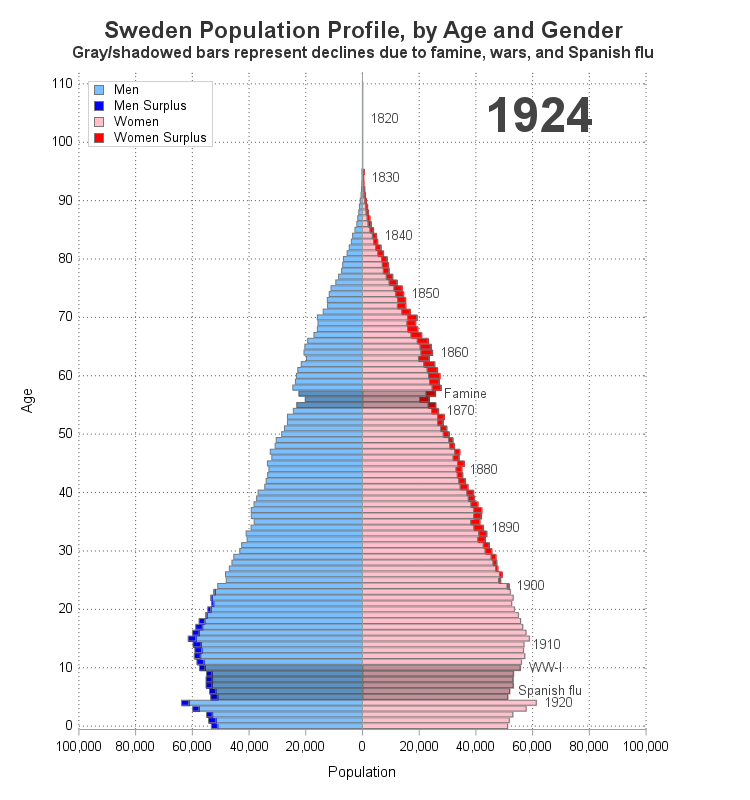 Sweden Population Profile, by Age and Gender
Gray/shadowed bars represent declines due to famine, wars, and Spanish flu
110
Men
Men Surplus
Women
Women Surplus
1924
1820
100
1830
90
1840
80
1850
70
1860
60
Famine
1870
50
1880
40
1890
30
1900
20
1910
WW-I
10
Spanish flu
1920
0
Age
100,000 80,000 60,000 40,000 20,000 0 20,000 40,000 60,000 80,000 100,000
Population